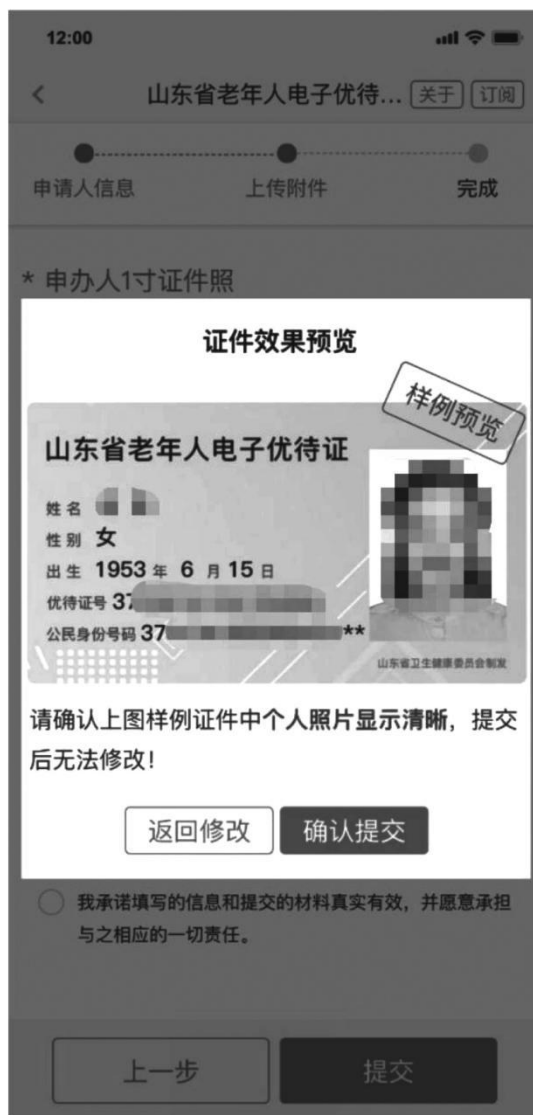 12:00
山东省老年人电子优待... 关于 订阅
申请人信息 上传附件 完成
* 申办人1寸证件照
证件效果预览
样例预览
山东省老年人电子优待证
姓名
性别 女
出生 1953 年 6 月 15 日
优待证号 37
公民身份号码 37 **
山东省卫生健康委员会制发
请确认上图样例证件中个人照片显示清晰，提交
后无法修改！
返回修改 确认提交
我承诺填写的信息和提交的材料真实有效，并愿意承担
与之相应的一切责任。
上一步 提交